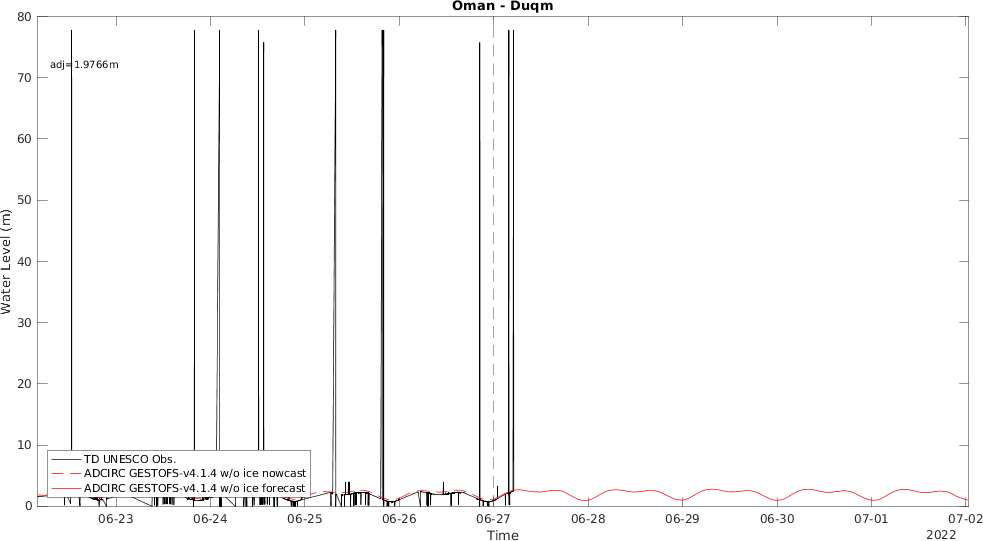 Oman - Duqm
80
70
60
50
40
30
20
10
0
Water Level (m)
adj=1.9766m
TD UNESCO Obs.
ADCIRC GESTOFS-v4.1.4 w/o ice nowcast
ADCIRC GESTOFS-v4.1.4 w/o ice forecast
06-23 06-24 06-25 06-26 06-27 06-28 06-29 06-30 07-01 07-02
Time
2022